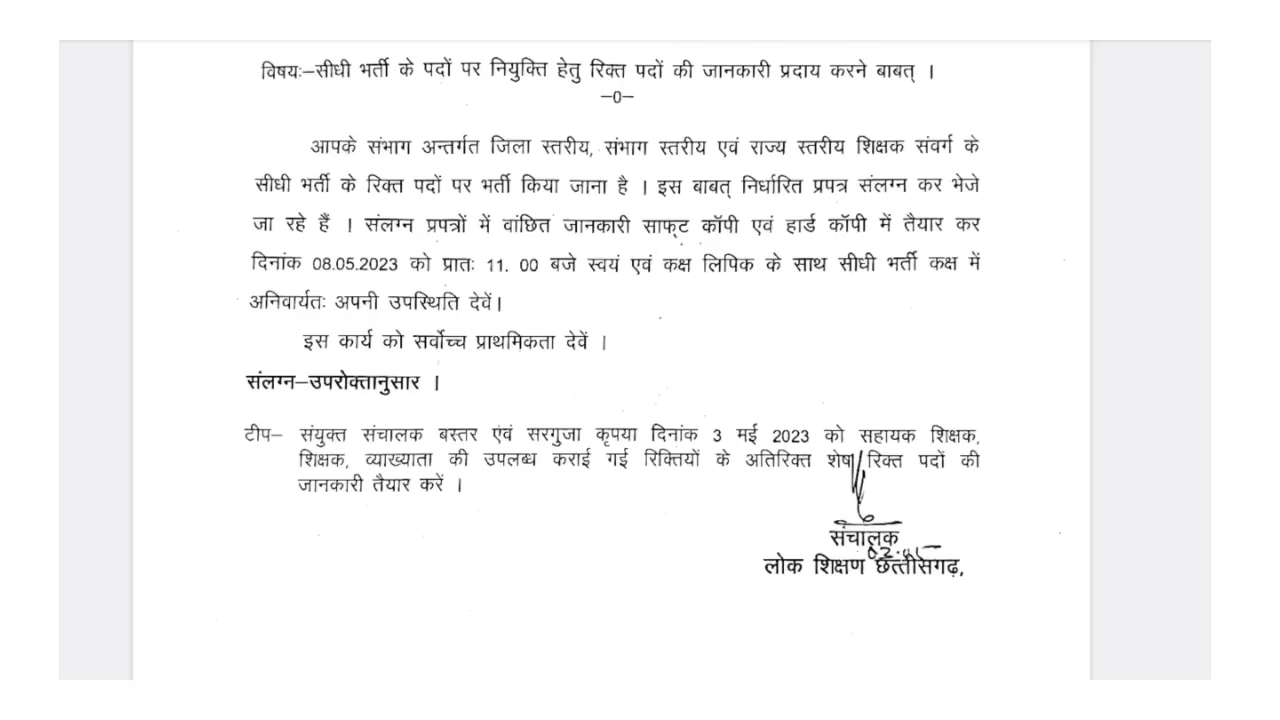 विषयः–सीधी भर्ती के पदों पर नियुक्ति हेतु रिक्त पदों की जानकारी प्रदाय करने बाबत् ।
–0–
आपके संभाग अन्तर्गत जिला स्तरीय, संभाग स्तरीय एवं राज्य स्तरीय शिक्षक संवर्ग के
सीधी भर्ती के रिक्त पदों पर भर्ती किया जाना है । इस बाबत् निर्धारित प्रपत्र संलग्न कर भेजे
जा रहे हैं । संलग्न प्रपत्रों में वांछित जानकारी साफ्ट कॉपी एवं हार्ड कॉपी में तैयार कर
दिनांक 08.05.2023 को प्रातः 11. 00 बजे स्वयं एवं कक्ष लिपिक के साथ सीधी भर्ती कक्ष में
अनिवार्यतः अपनी उपस्थिति देवें।
इस कार्य को सर्वोच्च प्राथमिकता देवें ।
संलग्न–उपरोक्तानुसार ।
टीप– संयुक्त संचालक बस्तर एंव सरगुजा कृपया दिनांक 3 मई 2023 को सहायक शिक्षक,
शिक्षक, व्याख्याता की उपलब्ध कराई गई रिक्तियों के अतिरिक्त शेष रिक्त पदों की
जानकारी तैयार करें ।
संचालक
लोक शिक्षण छत्तीसगढ़,